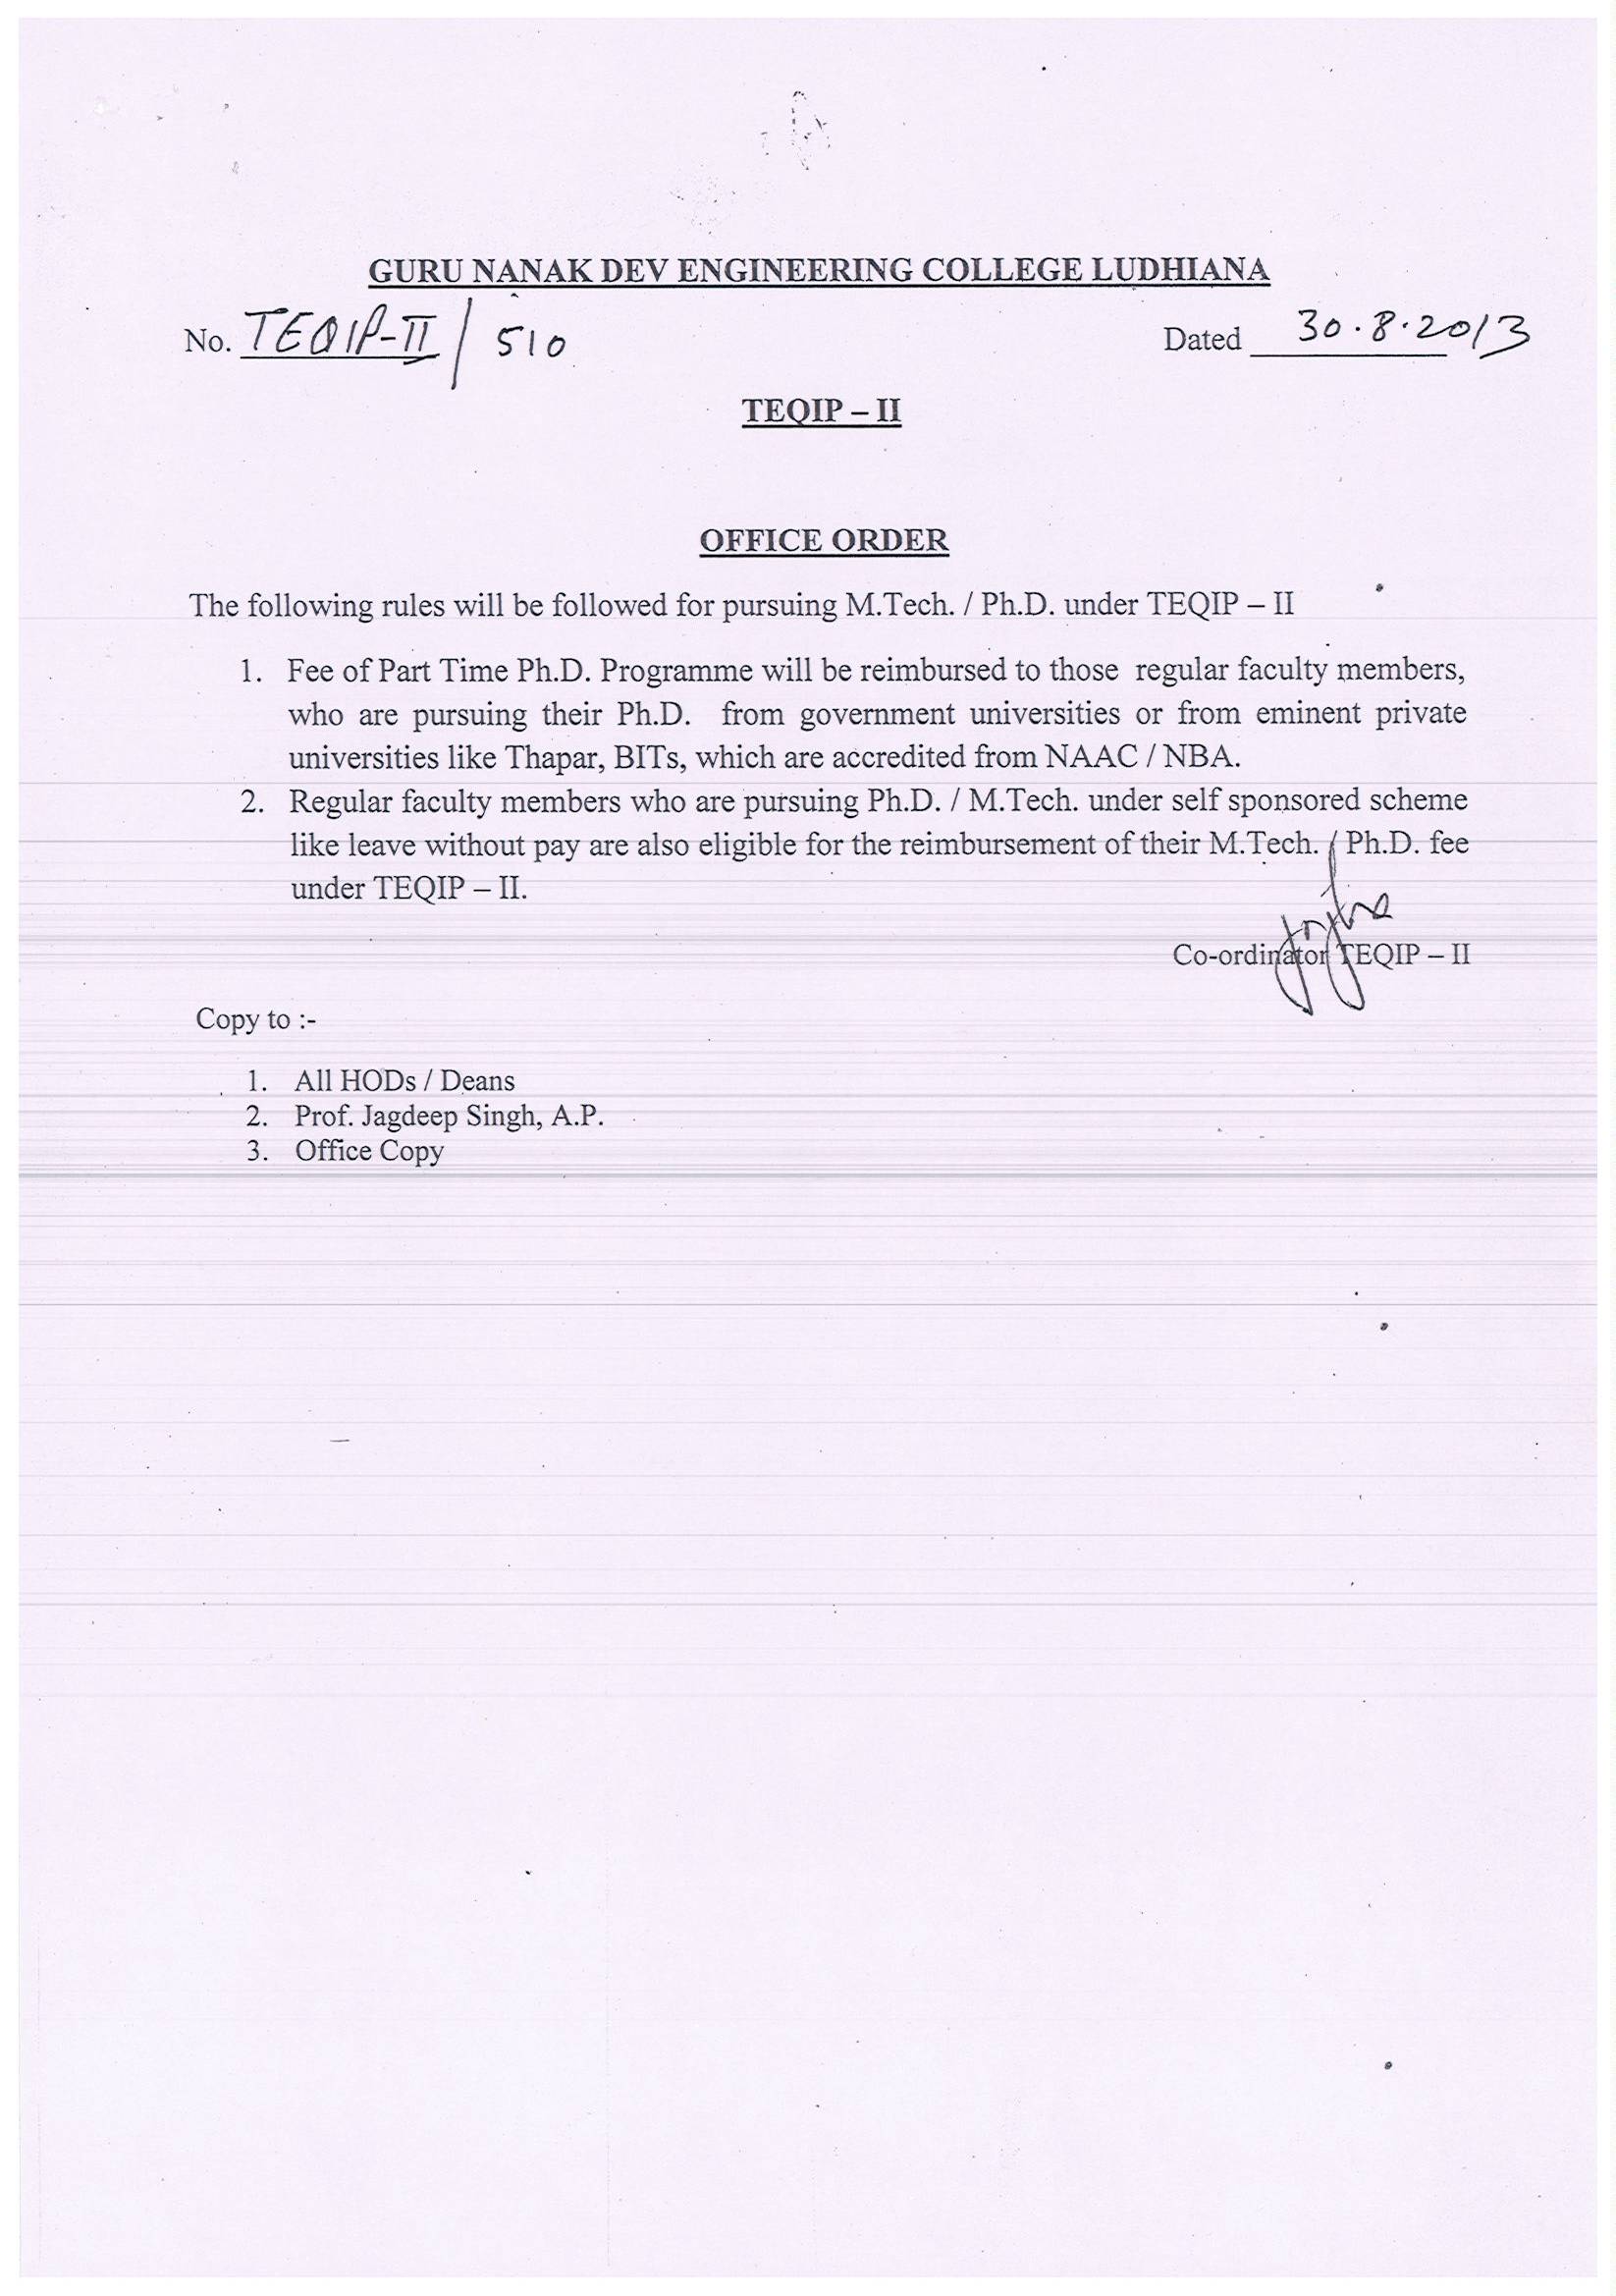 GURU NANAK DEV ENGINEERING COLLEGE LUDHIANA
No. TEQIP-II / 510 Dated 30.8.2013
TEQIP – II
OFFICE ORDER
The following rules will be followed for pursuing M.Tech. / Ph.D. under TEQIP – II
1. Fee of Part Time Ph.D. Programme will be reimbursed to those regular faculty members,
who are pursuing their Ph.D. from government universities or from eminent private
universities like Thapar, BITs, which are accredited from NAAC / NBA.
2. Regular faculty members who are pursuing Ph.D. / M.Tech. under self sponsored scheme
like leave without pay are also eligible for the reimbursement of their M.Tech. / Ph.D. fee
under TEQIP – II.
Co-ordinator TEQIP – II
Copy to :-
1. All HODs / Deans
2. Prof. Jagdeep Singh, A.P.
3. Office Copy